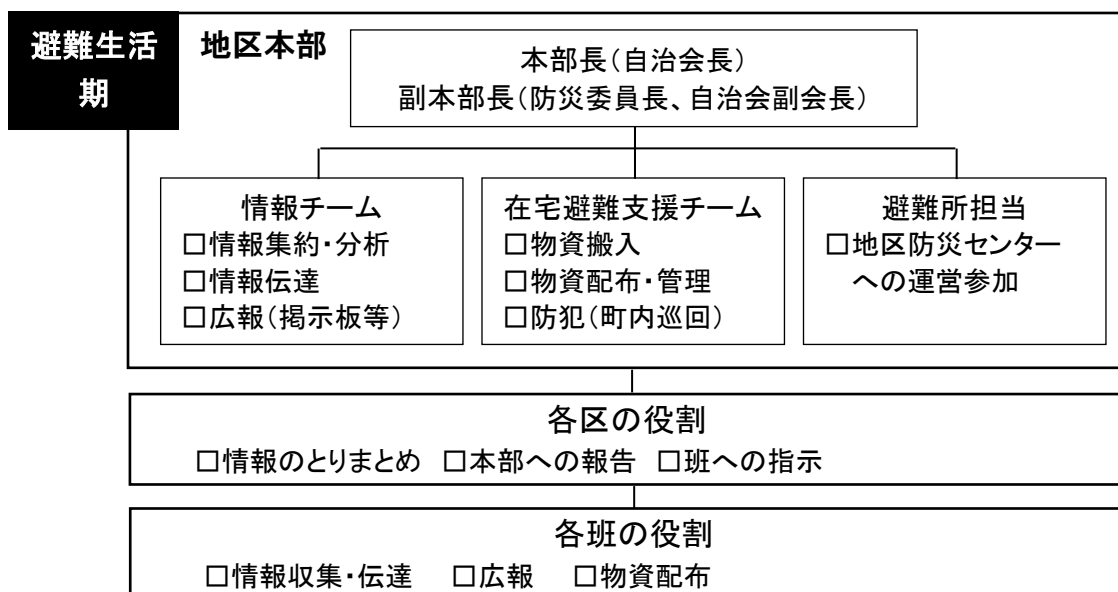 避難生活
期
地区本部
本部長（自治会長）
副本部長（防災委員長、自治会副会長）
情報チーム
□情報集約・分析
□情報伝達
□広報（掲示板等）
在宅避難支援チーム
□物資搬入
□物資配布・管理
□防犯（町内巡回）
避難所担当
□地区防災センター
への運営参加
各区の役割
□情報のとりまとめ □本部への報告 □班への指示
各班の役割
□情報収集・伝達 □広報 □物資配布